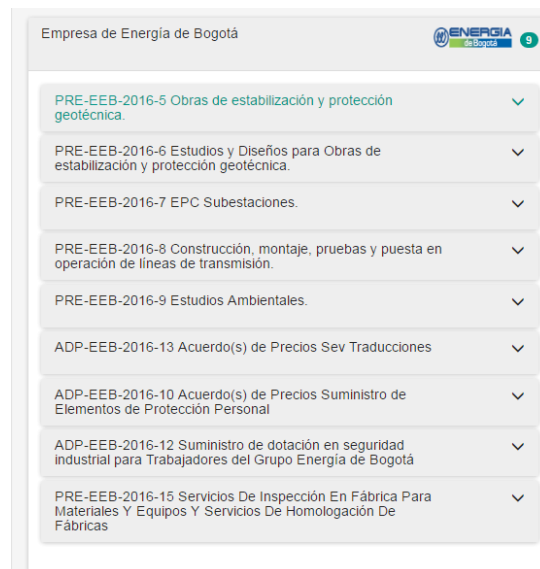 Empresa de Energía de Bogotá
ENERGIA
de Bogotá
9
PRE-EEB-2016-5 Obras de estabilización y protección
geotécnica.
PRE-EEB-2016-6 Estudios y Diseños para Obras de
estabilización y protección geotécnica.
PRE-EEB-2016-7 EPC Subestaciones.
PRE-EEB-2016-8 Construcción, montaje, pruebas y puesta en
operación de líneas de transmisión.
PRE-EEB-2016-9 Estudios Ambientales.
ADP-EEB-2016-13 Acuerdo(s) de Precios Sev Traducciones
ADP-EEB-2016-10 Acuerdo(s) de Precios Suministro de
Elementos de Protección Personal
ADP-EEB-2016-12 Suministro de dotación en seguridad
industrial para Trabajadores del Grupo Energía de Bogotá
PRE-EEB-2016-15 Servicios De Inspección En Fábrica Para
Materiales Y Equipos Y Servicios De Homologación De
Fábricas